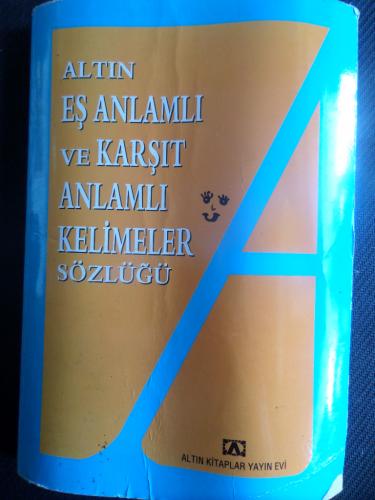 ALTIN
EŞ ANLAMLI
VE KARŞIT
ANLAMLI
KELİMELER
SÖZLÜĞÜ
ALTIN KİTAPLAR YAYIN EVİ